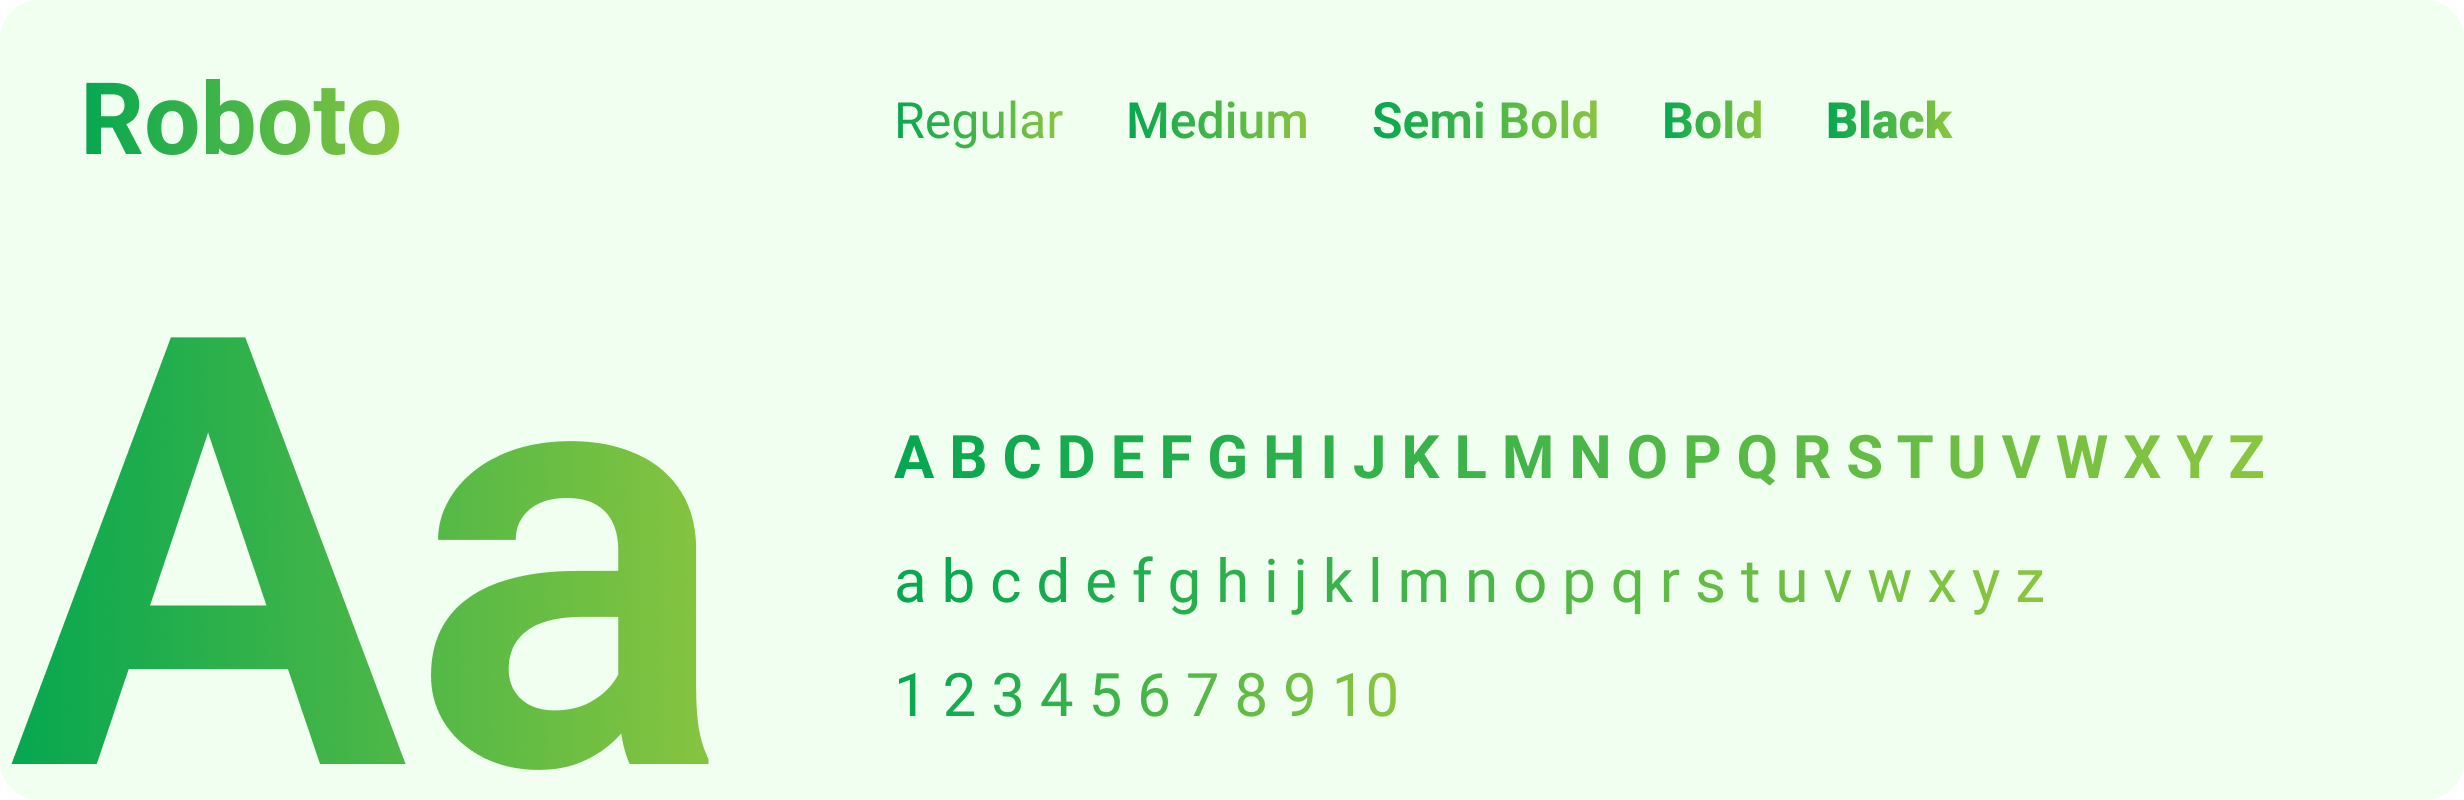 Roboto
Regular Medium Semi Bold Bold Black
Aa
A B C D E F G H I J K L M N O P Q R S T U V W X Y Z
a b c d e f g h i j k l m n o p q r s t u v w x y z
1 2 3 4 5 6 7 8 9 10